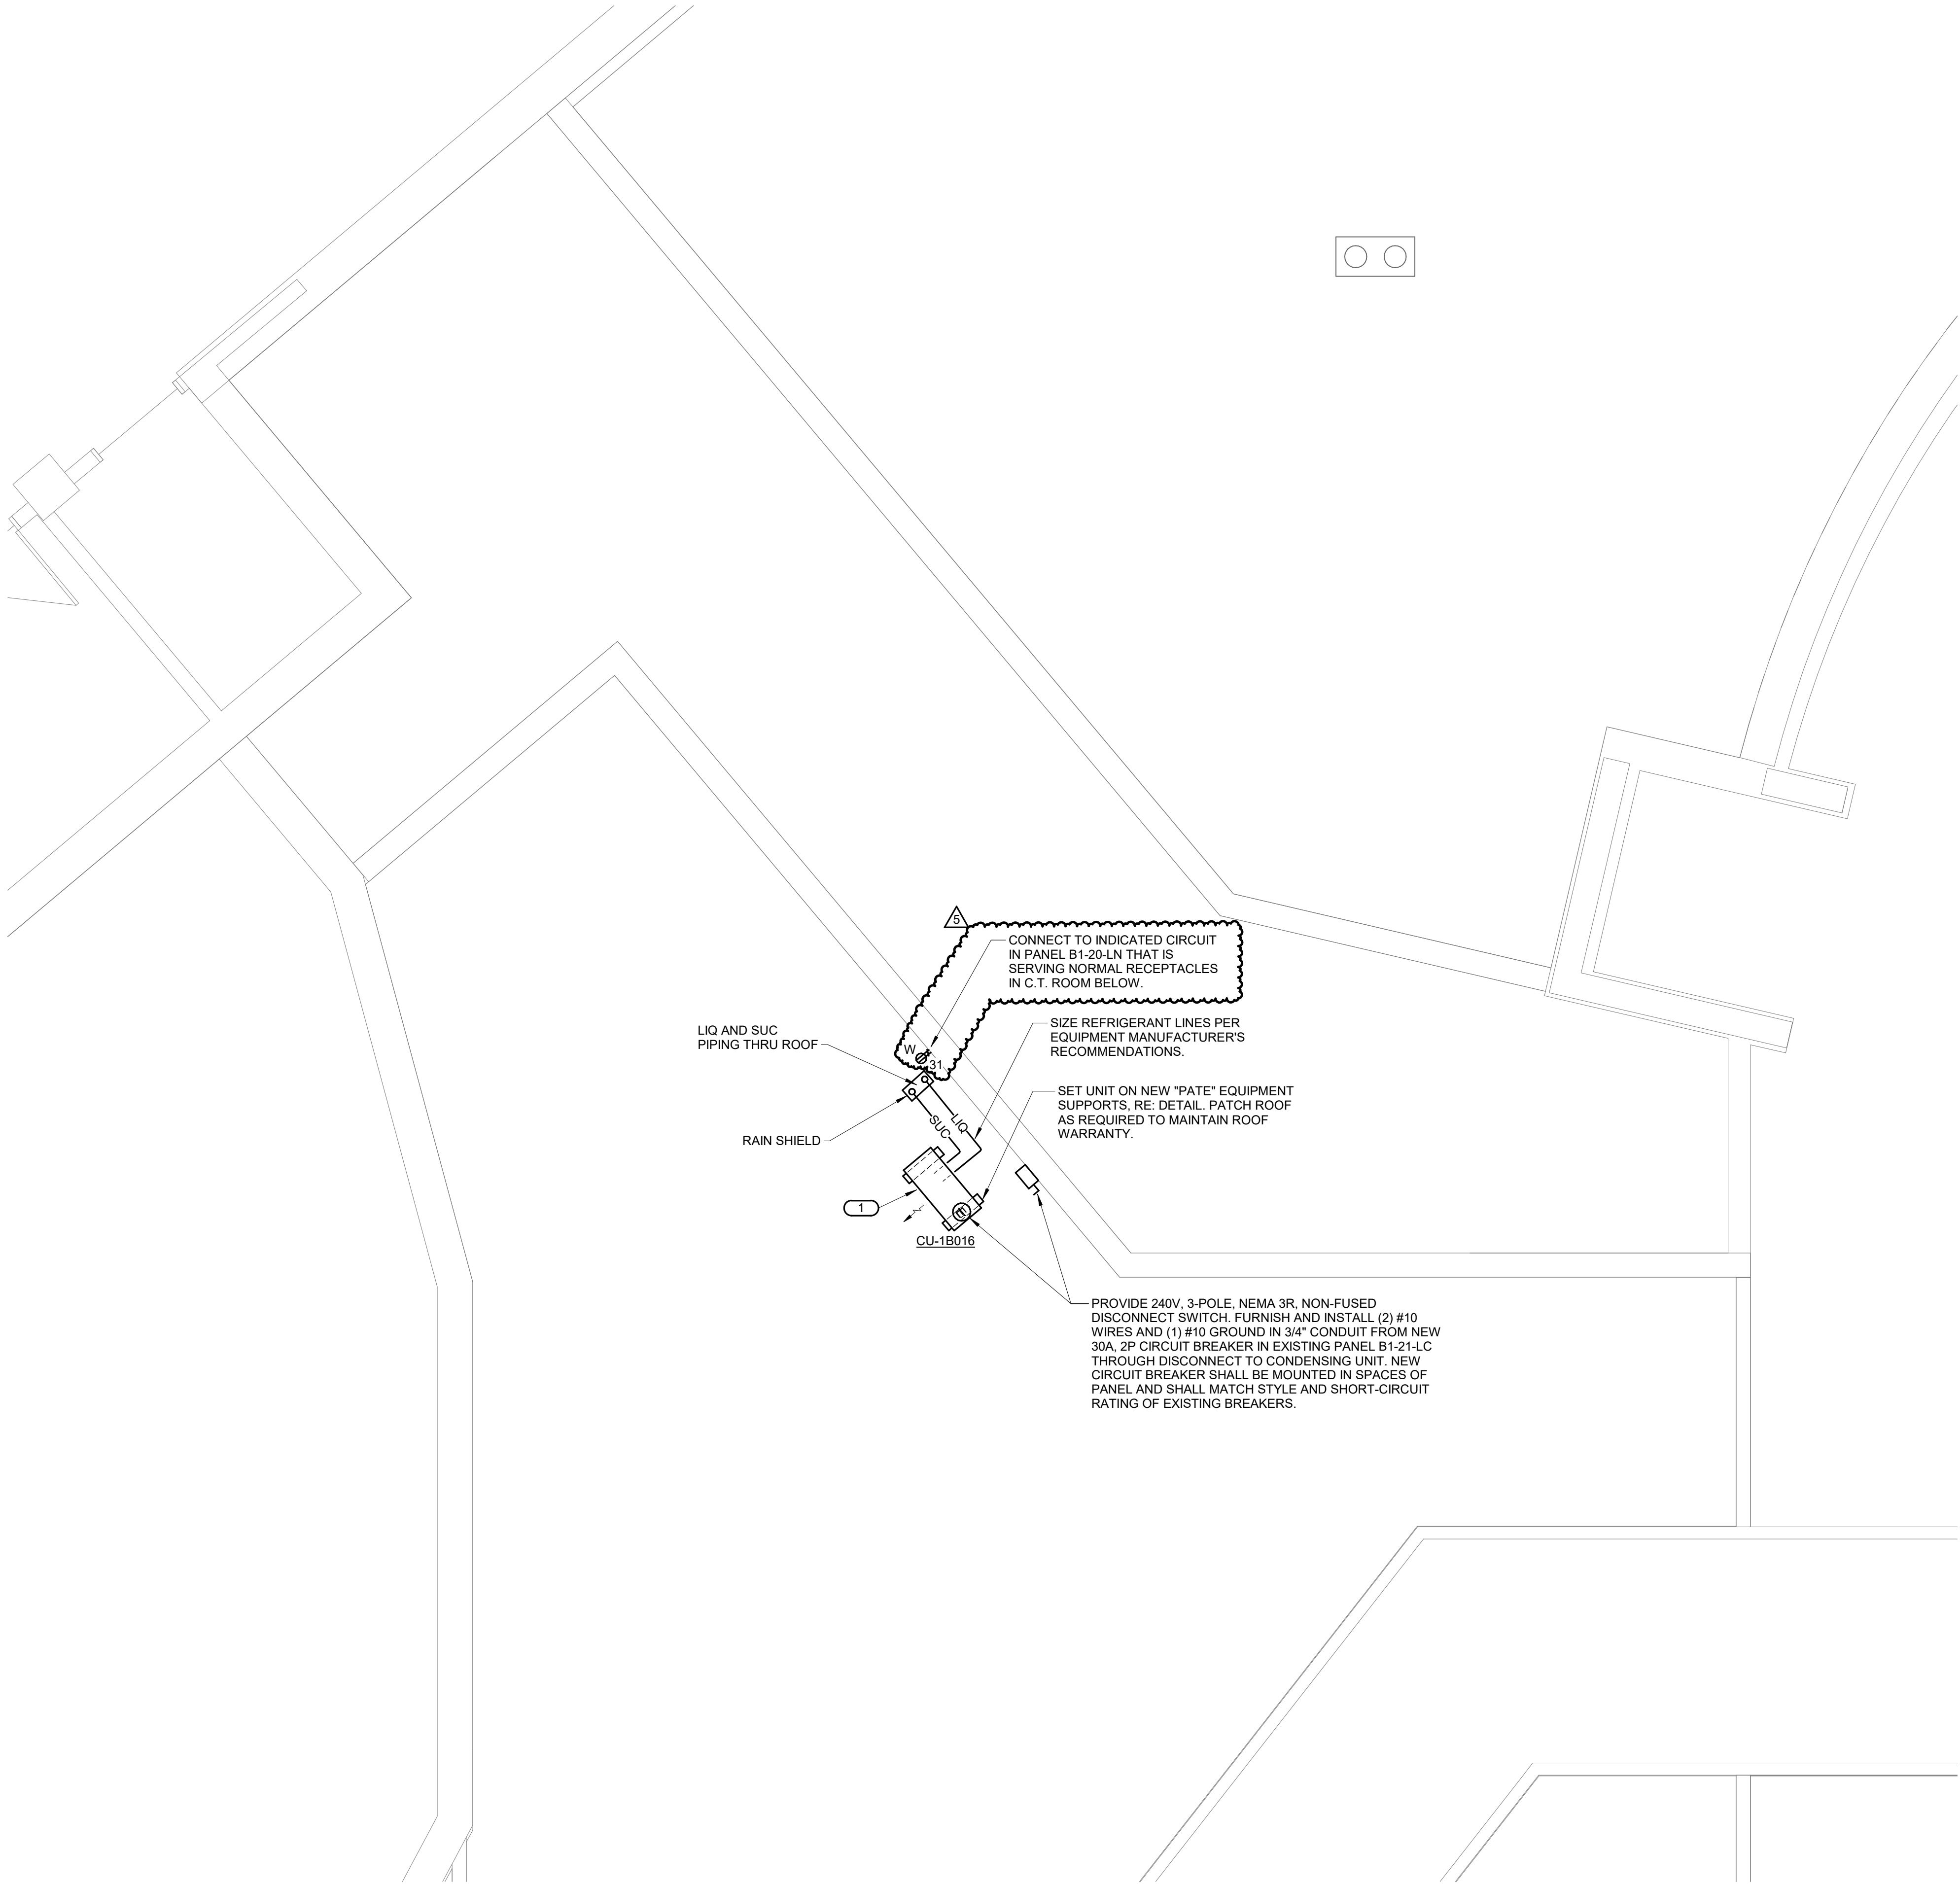 5
CONNECT TO INDICATED CIRCUIT
IN PANEL B1-20-LN THAT IS
SERVING NORMAL RECEPTACLES
IN C.T. ROOM BELOW.
LIQ AND SUC
PIPING THRU ROOF
SIZE REFRIGERANT LINES PER
EQUIPMENT MANUFACTURER'S
RECOMMENDATIONS.
W
31
SET UNIT ON NEW "PATE" EQUIPMENT
SUPPORTS, RE: DETAIL. PATCH ROOF
AS REQUIRED TO MAINTAIN ROOF
WARRANTY.
LIQ
SUC
RAIN SHIELD
1
CU-1B016
PROVIDE 240V, 3-POLE, NEMA 3R, NON-FUSED
DISCONNECT SWITCH. FURNISH AND INSTALL (2) #10
WIRES AND (1) #10 GROUND IN 3/4" CONDUIT FROM NEW
30A, 2P CIRCUIT BREAKER IN EXISTING PANEL B1-21-LC
THROUGH DISCONNECT TO CONDENSING UNIT. NEW
CIRCUIT BREAKER SHALL BE MOUNTED IN SPACES OF
PANEL AND SHALL MATCH STYLE AND SHORT-CIRCUIT
RATING OF EXISTING BREAKERS.